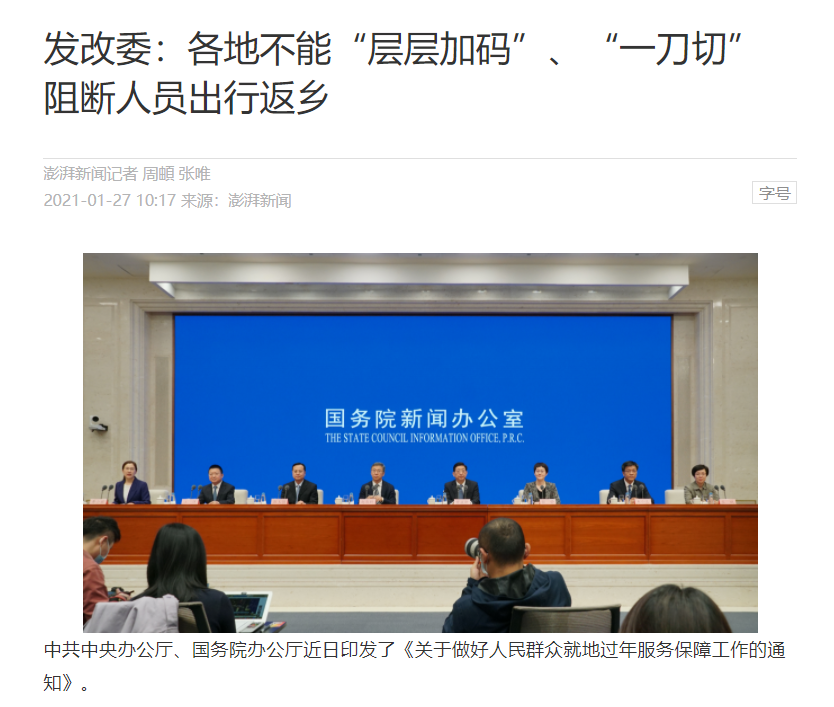 发改委：各地不能“层层加码”、“一刀切”
阻断人员出行返乡
澎湃新闻记者 周頔 张唯
2021-01-27 10:17 来源：澎湃新闻
字号
国务院新闻办公室
THE STATE COUNCIL INFORMATION OFFICE, P.R.C.
中共中央办公厅、国务院办公厅近日印发了《关于做好人民群众就地过年服务保障工作的通
知》。